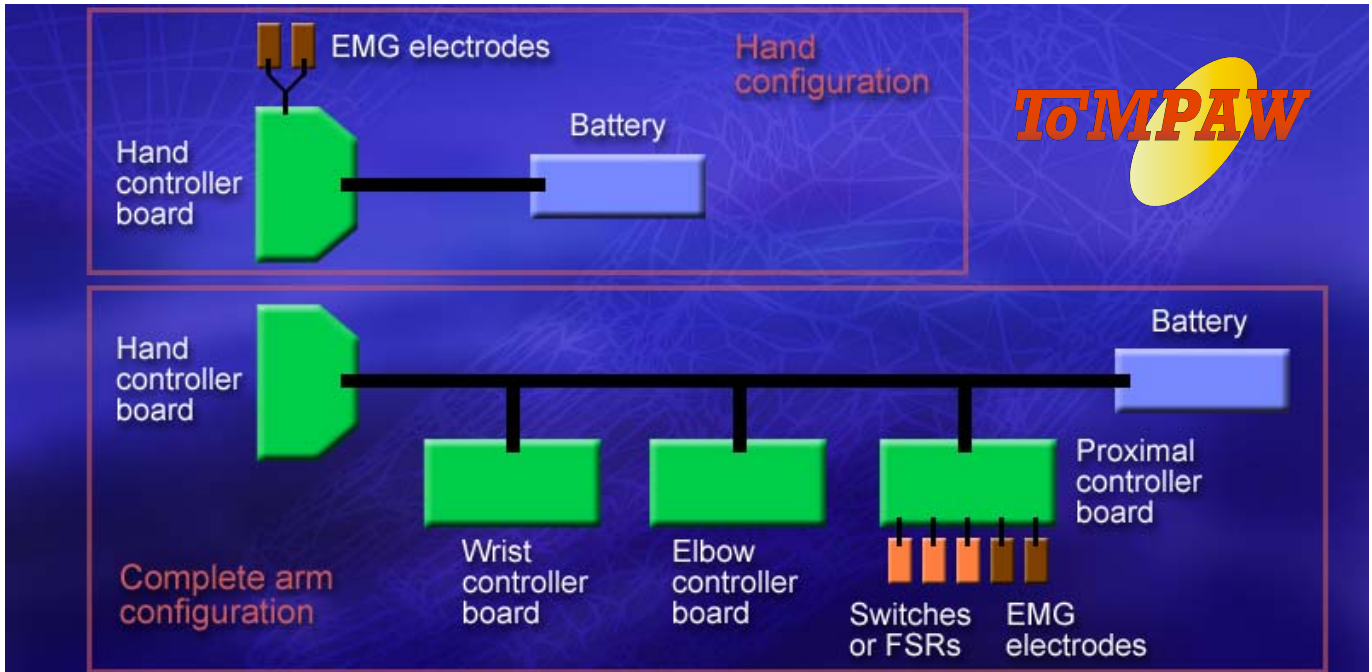 EMG electrodes
Hand
configuration
ToMPAW
Battery
Hand
controller
board
Battery
Hand
controller
board
Proximal
controller
board
Wrist
controller
board
Elbow
controller
board
Complete arm
configuration
Switches
or FSRs
EMG
electrodes